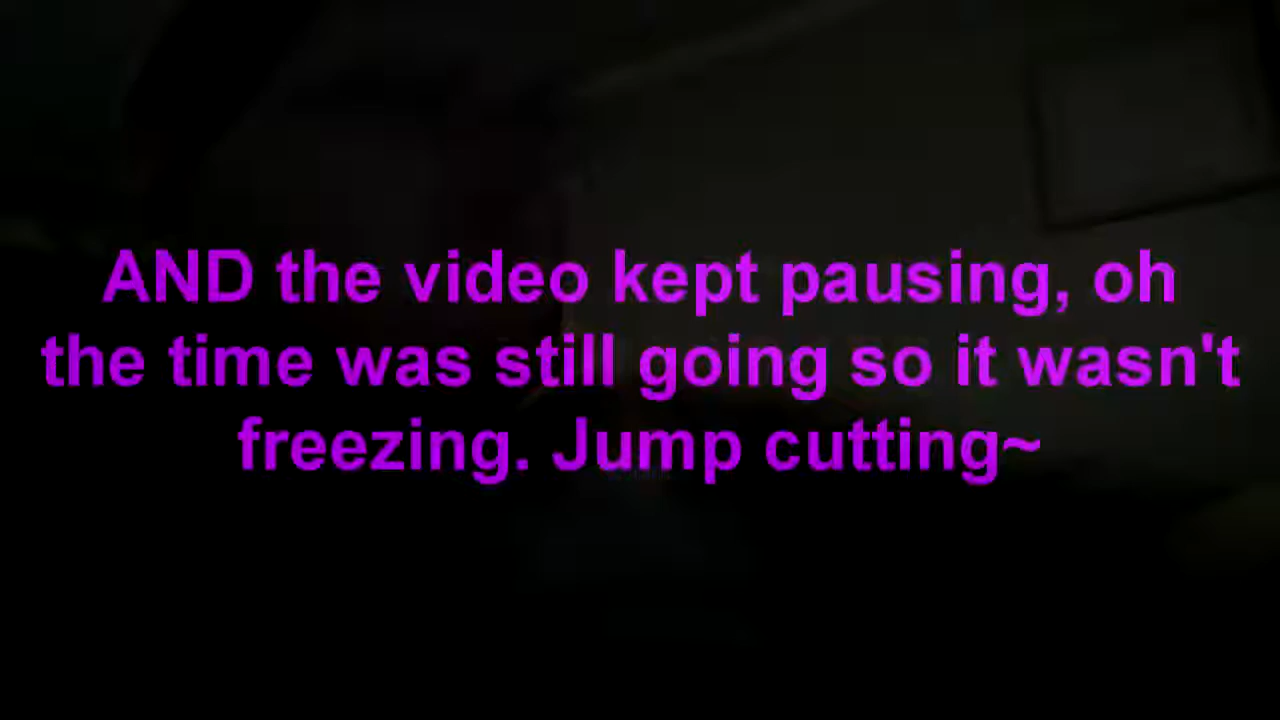 AND the video kept pausing, oh
the time was still going so it wasn't
freezing. Jump cutting~